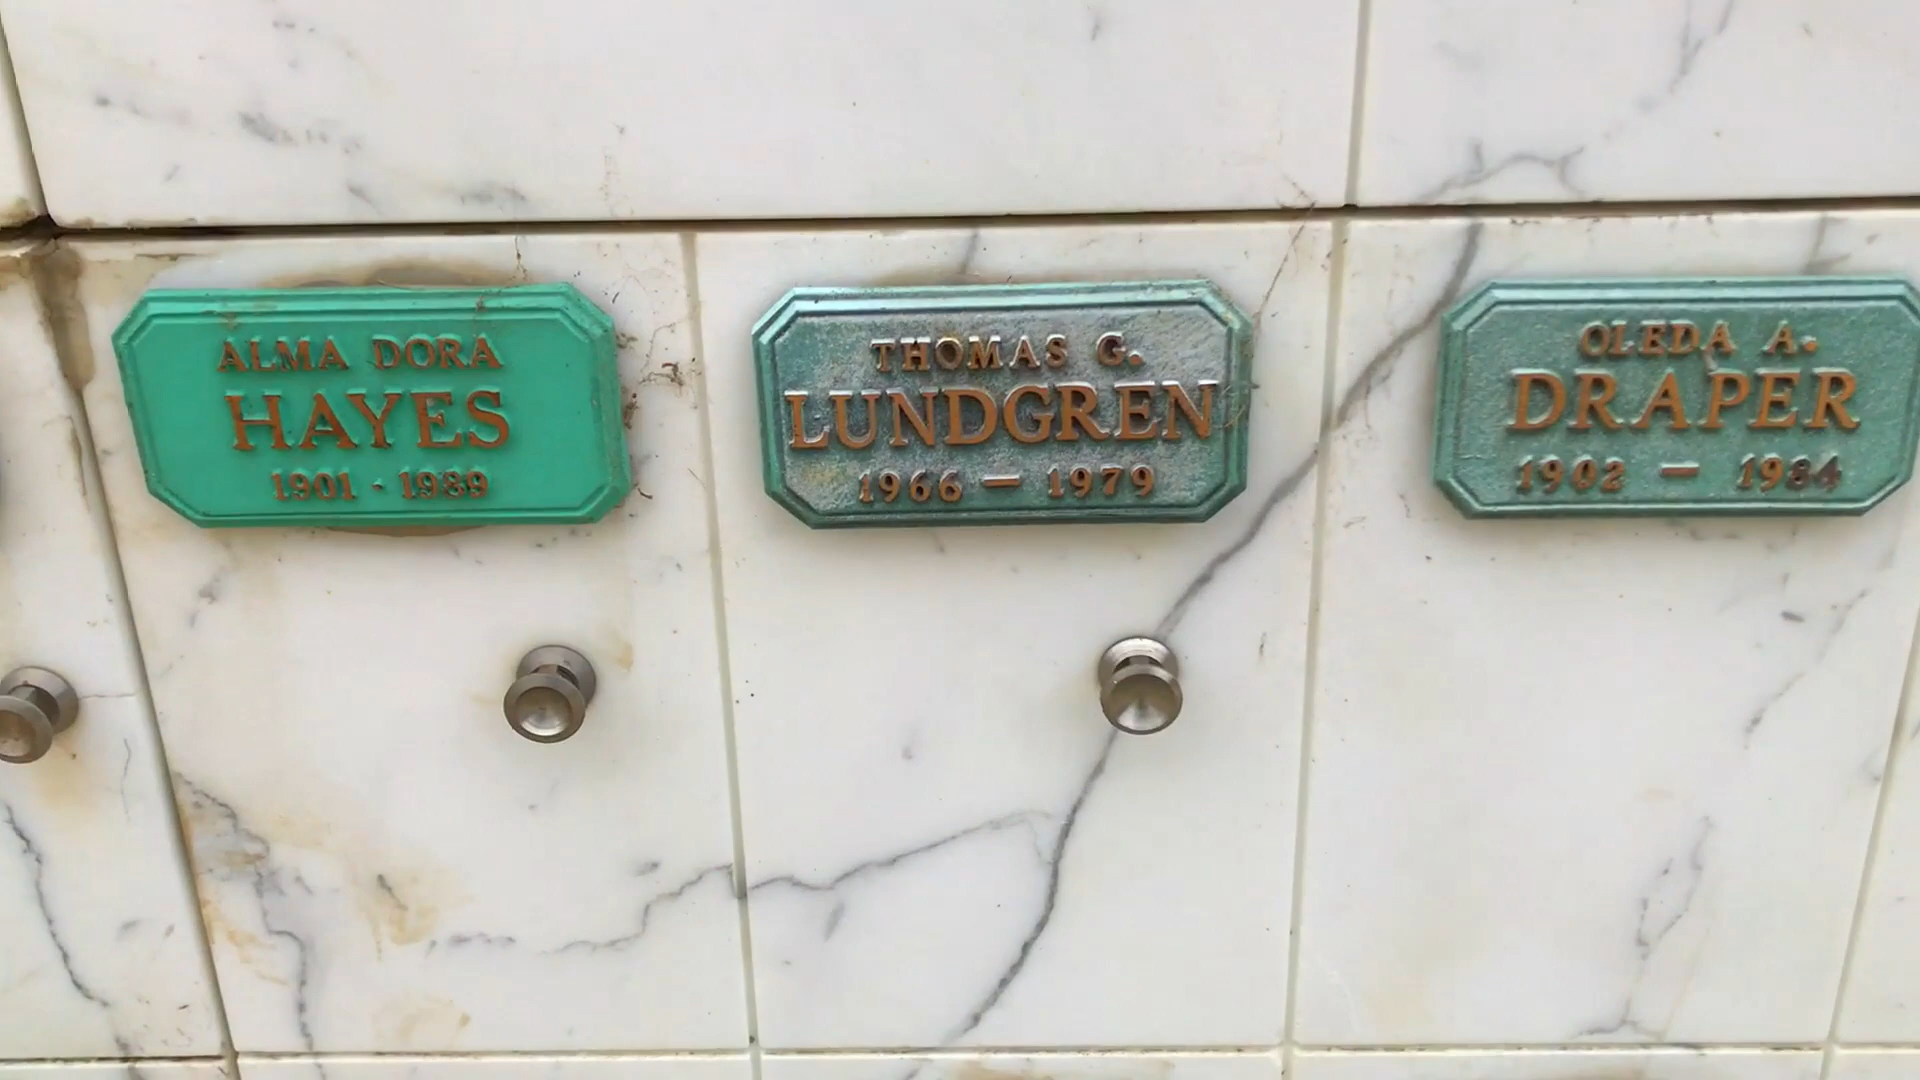 ALMA DORA
HAYES
1901 - 1989
THOMAS G.
LUNDGREN
1966 — 1979
OLEDA A.
DRAPER
1902 — 1984